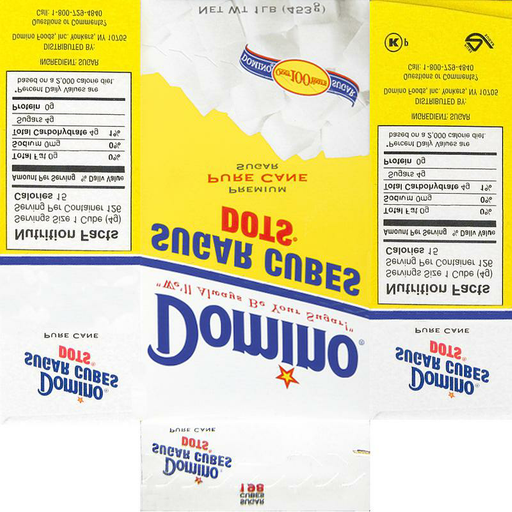 SUGAR
CUBES
198
Domino®
SUGAR CUBES
DOTS®
PURE CANE
Domino®
"We'll Always Be Your Sugar!"
SUGAR CUBES
DOTS®
PREMIUM
PURE CANE
SUGAR
DOMINO Over 100 Years SUGAR
NET WT 1LB (453g)
Domino®
SUGAR CUBES
DOTS®
PURE CANE
Nutrition Facts
Servings Size 1 Cube (4g)
Serving Per Container 126
Calories 15
Amount Per Serving % Daily Value
Total Fat 0g 0%
Sodium 0mg 0%
Total Carbohydrate 4g 1%
Sugars 4g
Protein 0g
*Percent Daily Values are
based on a 2,000 calorie diet.
INGREDIENT: SUGAR
DISTRIBUTED BY:
Domino Foods, Inc. Yonkers, NY 10705
Questions or Comments?
Call: 1-800-729-4840
Domino®
SUGAR CUBES
DOTS®
PURE CANE
Nutrition Facts
Servings Size 1 Cube (4g)
Serving Per Container 126
Calories 15
Amount Per Serving % Daily Value
Total Fat 0g 0%
Sodium 0mg 0%
Total Carbohydrate 4g 1%
Sugars 4g
Protein 0g
*Percent Daily Values are
based on a 2,000 calorie diet.
INGREDIENT: SUGAR
DISTRIBUTED BY:
Domino Foods, Inc. Yonkers, NY 10705
Questions or Comments?
Call: 1-800-729-4840
K P